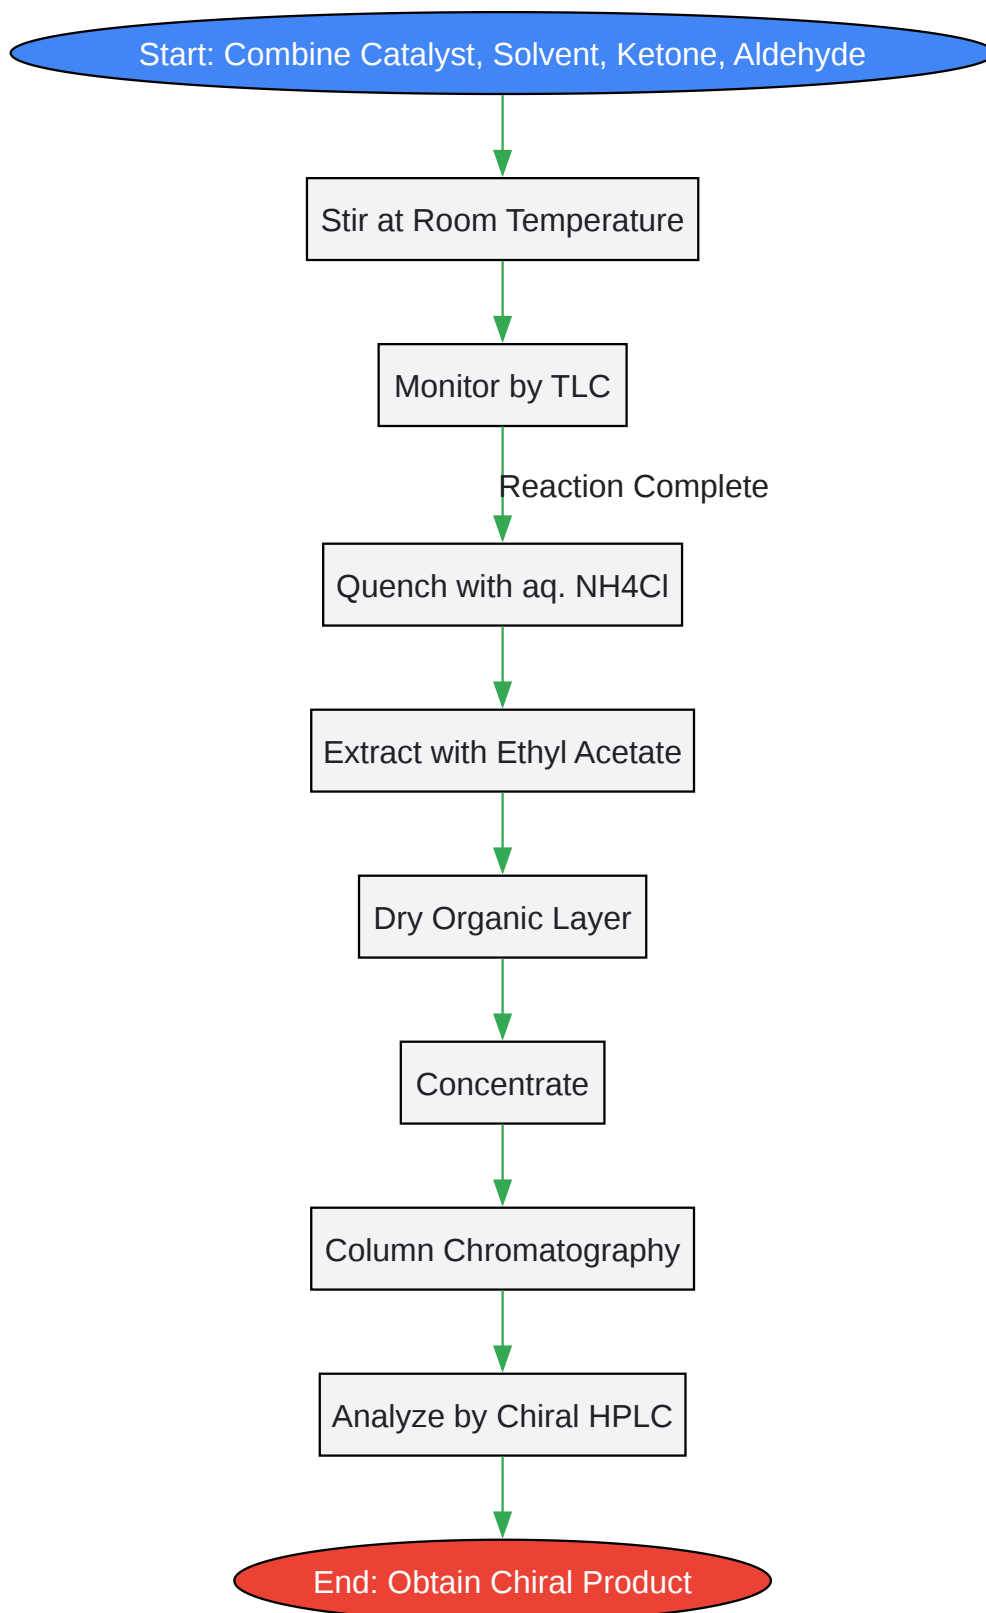 Start: Combine Catalyst, Solvent, Ketone, Aldehyde
Stir at Room Temperature
Monitor by TLC
Reaction Complete
Quench with aq. NH4Cl
Extract with Ethyl Acetate
Dry Organic Layer
Concentrate
Column Chromatography
Analyze by Chiral HPLC
End: Obtain Chiral Product